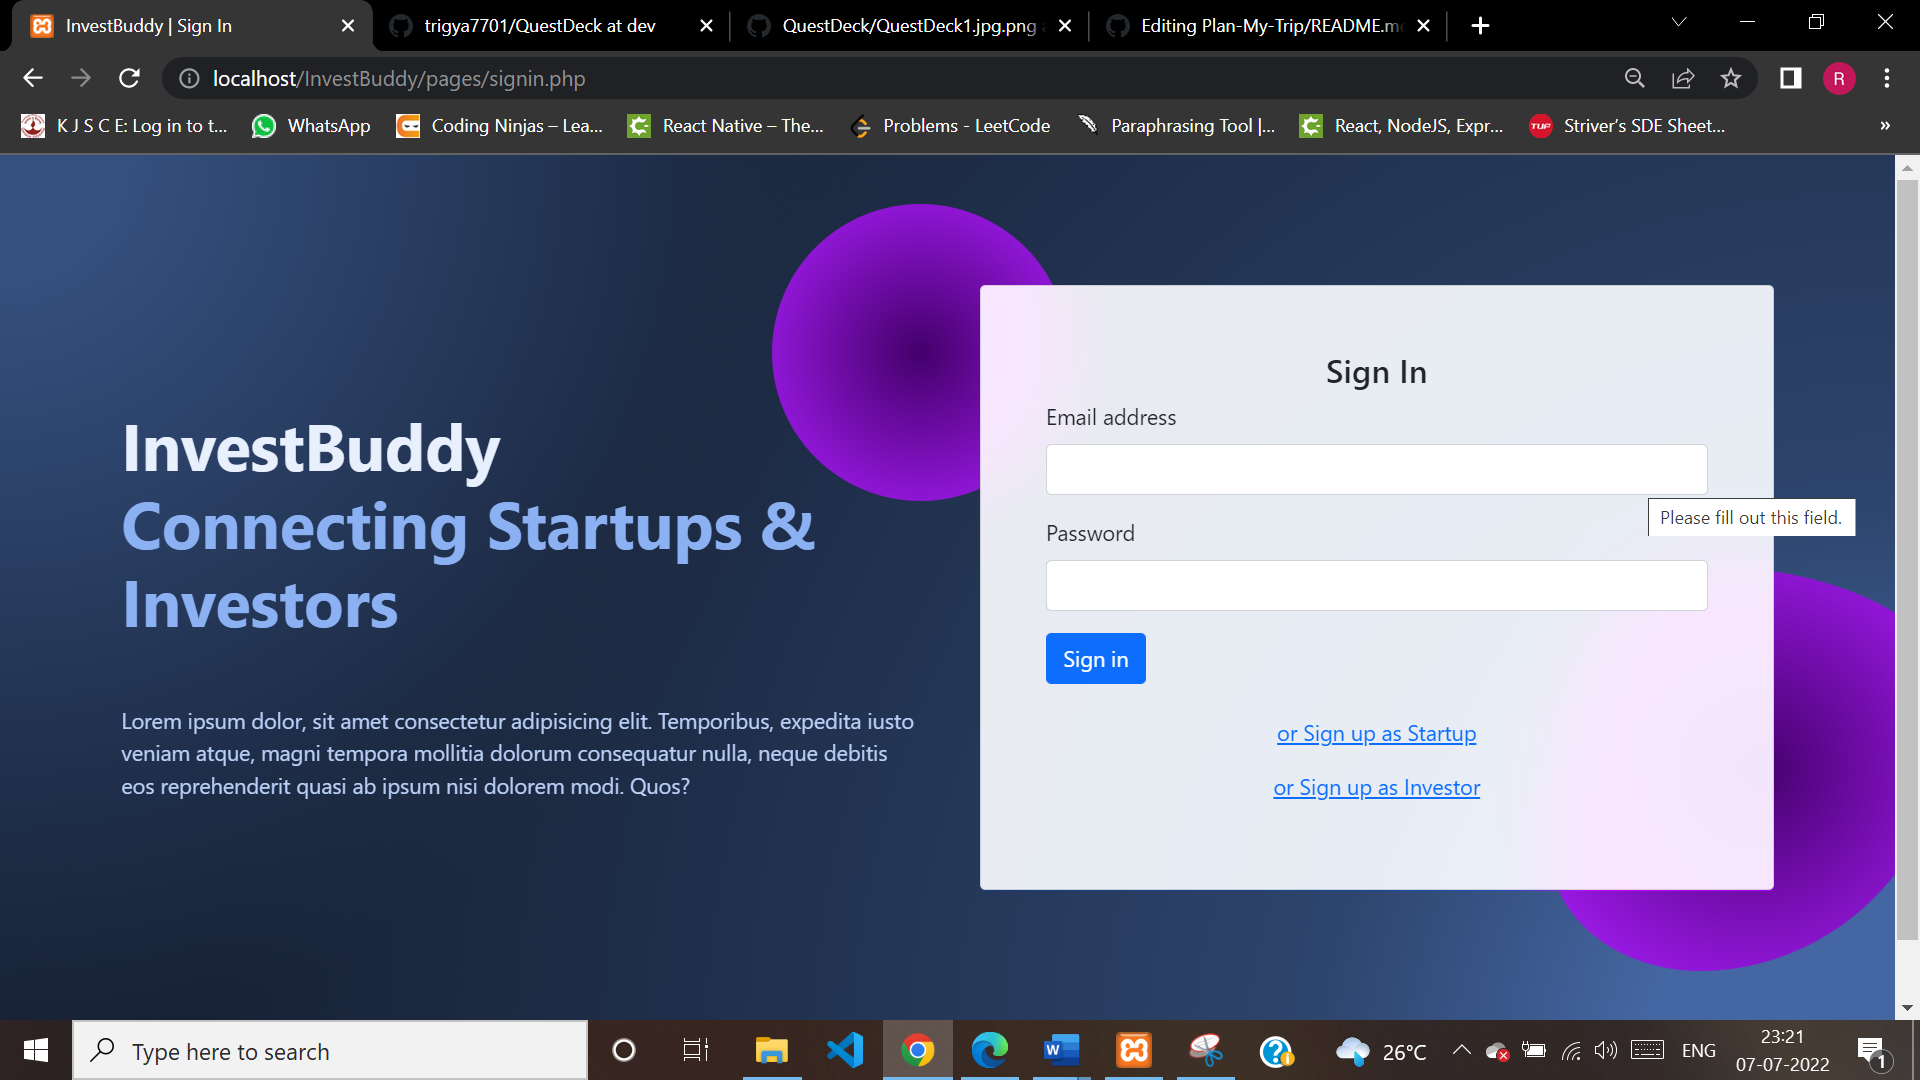 InvestBuddy | Sign In
trigya7701/QuestDeck at dev
QuestDeck/QuestDeck1.jpg.png
Editing Plan-My-Trip/README.m
localhost/InvestBuddy/pages/signin.php
R
K J S C E: Log in to t...
WhatsApp
Coding Ninjas – Lea...
React Native – The...
Problems - LeetCode
Paraphrasing Tool |...
React, NodeJS, Expr...
TUF
Striver's SDE Sheet...
»
InvestBuddy
Connecting Startups &
Investors
Lorem ipsum dolor, sit amet consectetur adipisicing elit. Temporibus, expedita iusto
veniam atque, magni tempora mollitia dolorum consequatur nulla, neque debitis
eos reprehenderit quasi ab ipsum nisi dolorem modi. Quos?
Sign In
Email address
Please fill out this field.
Password
Sign in
or Sign up as Startup
or Sign up as Investor
Type here to search
26°C
ENG
23:21
07-07-2022
1